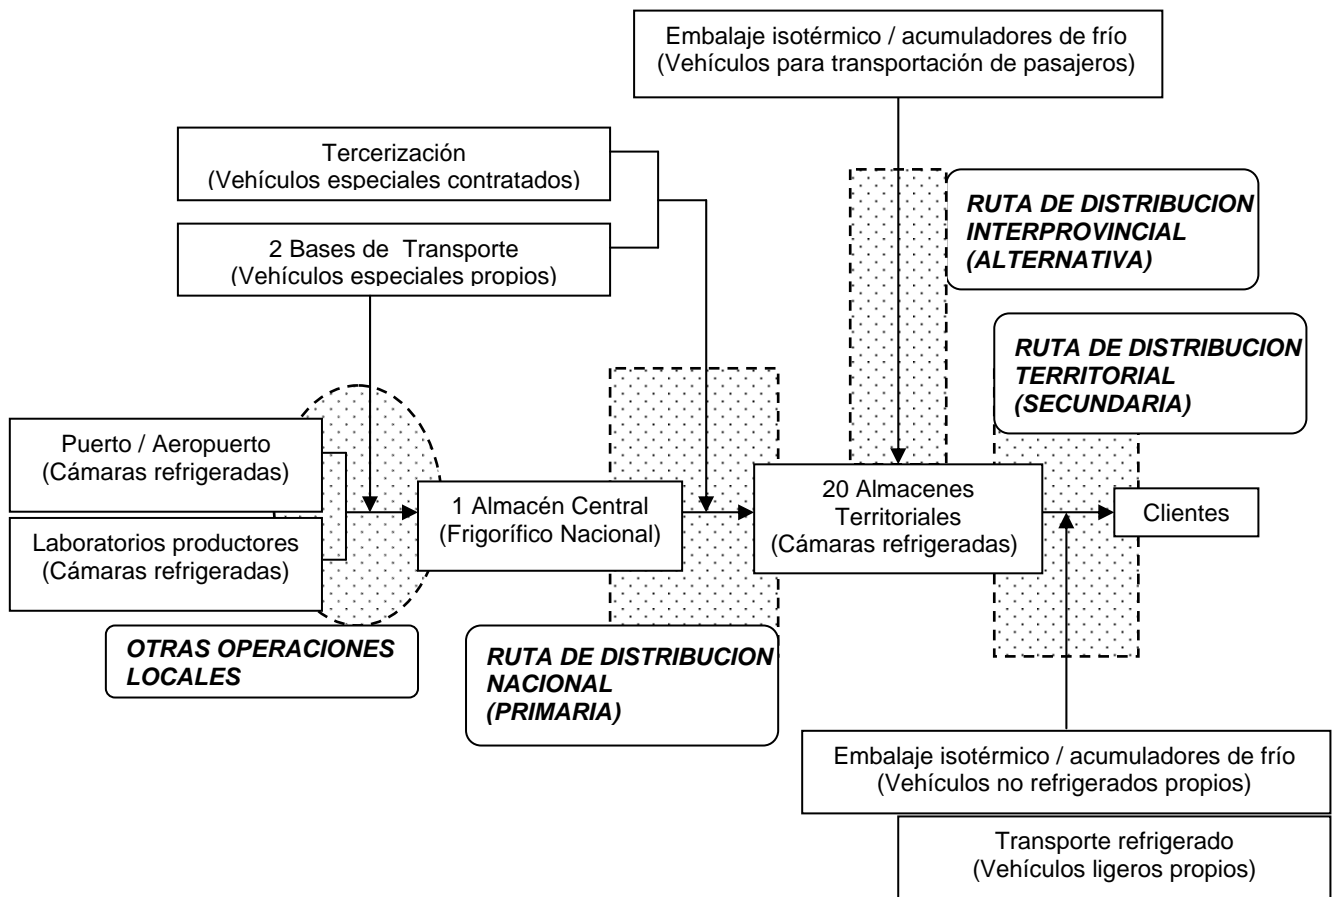 Embalaje isotérmico / acumuladores de frío
(Vehículos para transportación de pasajeros)
Tercerización
(Vehículos especiales contratados)
2 Bases de Transporte
(Vehículos especiales propios)
RUTA DE DISTRIBUCION
INTERPROVINCIAL
(ALTERNATIVA)
RUTA DE DISTRIBUCION
TERRITORIAL
(SECUNDARIA)
Puerto / Aeropuerto
(Cámaras refrigeradas)
Laboratorios productores
(Cámaras refrigeradas)
1 Almacén Central
(Frigorífico Nacional)
20 Almacenes
Territoriales
(Cámaras refrigeradas)
Clientes
OTRAS OPERACIONES
LOCALES
RUTA DE DISTRIBUCION
NACIONAL
(PRIMARIA)
Embalaje isotérmico / acumuladores de frío
(Vehículos no refrigerados propios)
Transporte refrigerado
(Vehículos ligeros propios)